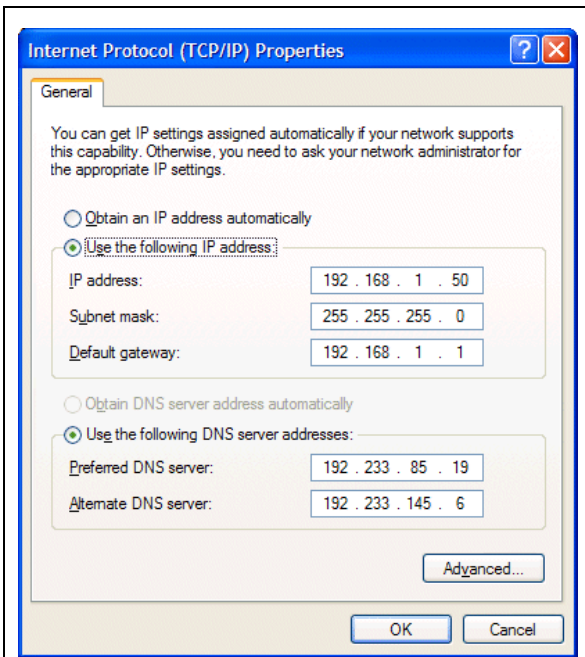 Internet Protocol (TCP/IP) Properties
General
You can get IP settings assigned automatically if your network supports
this capability. Otherwise, you need to ask your network administrator for
the appropriate IP settings.
Obtain an IP address automatically
Use the following IP address:
IP address: 192 . 168 . 1 . 50
Subnet mask: 255 . 255 . 255 . 0
Default gateway: 192 . 168 . 1 . 1
Obtain DNS server address automatically
Use the following DNS server addresses:
Preferred DNS server: 192 . 233 . 85 . 19
Alternate DNS server: 192 . 233 . 145 . 6
Advanced...
OK Cancel